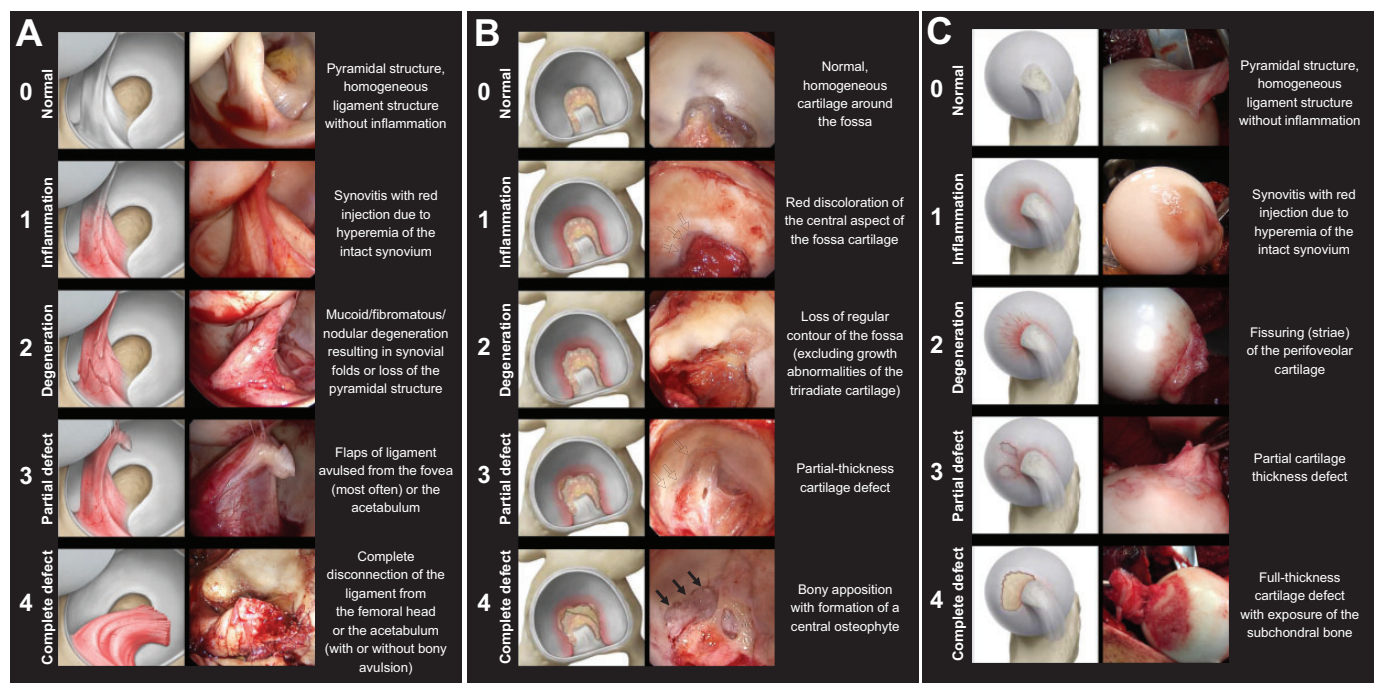 A
0
Normal
Pyramidal structure,
homogeneous
ligament structure
without inflammation
1
Inflammation
Synovitis with red
injection due to
hyperemia of the
intact synovium
2
Degeneration
Mucoid/fibromatous/
nodular degeneration
resulting in synovial
folds or loss of the
pyramidal structure
3
Partial defect
Flaps of ligament
avulsed from the fovea
(most often) or the
acetabulum
4
Complete defect
Complete
disconnection of the
ligament from
the femoral head
or the acetabulum
(with or without bony
avulsion)
B
0
Normal
Normal,
homogeneous
cartilage around
the fossa
1
Inflammation
Red discoloration of
the central aspect of
the fossa cartilage
2
Degeneration
Loss of regular
contour of the fossa
(excluding growth
abnormalities of the
triradiate cartilage)
3
Partial defect
Partial-thickness
cartilage defect
4
Complete defect
Bony apposition
with formation of a
central osteophyte
C
0
Normal
Pyramidal structure,
homogeneous
ligament structure
without inflammation
1
Inflammation
Synovitis with red
injection due to
hyperemia of the
intact synovium
2
Degeneration
Fissuring (striae)
of the perifoveolar
cartilage
3
Partial defect
Partial cartilage
thickness defect
4
Complete defect
Full-thickness
cartilage defect
with exposure of the
subchondral bone